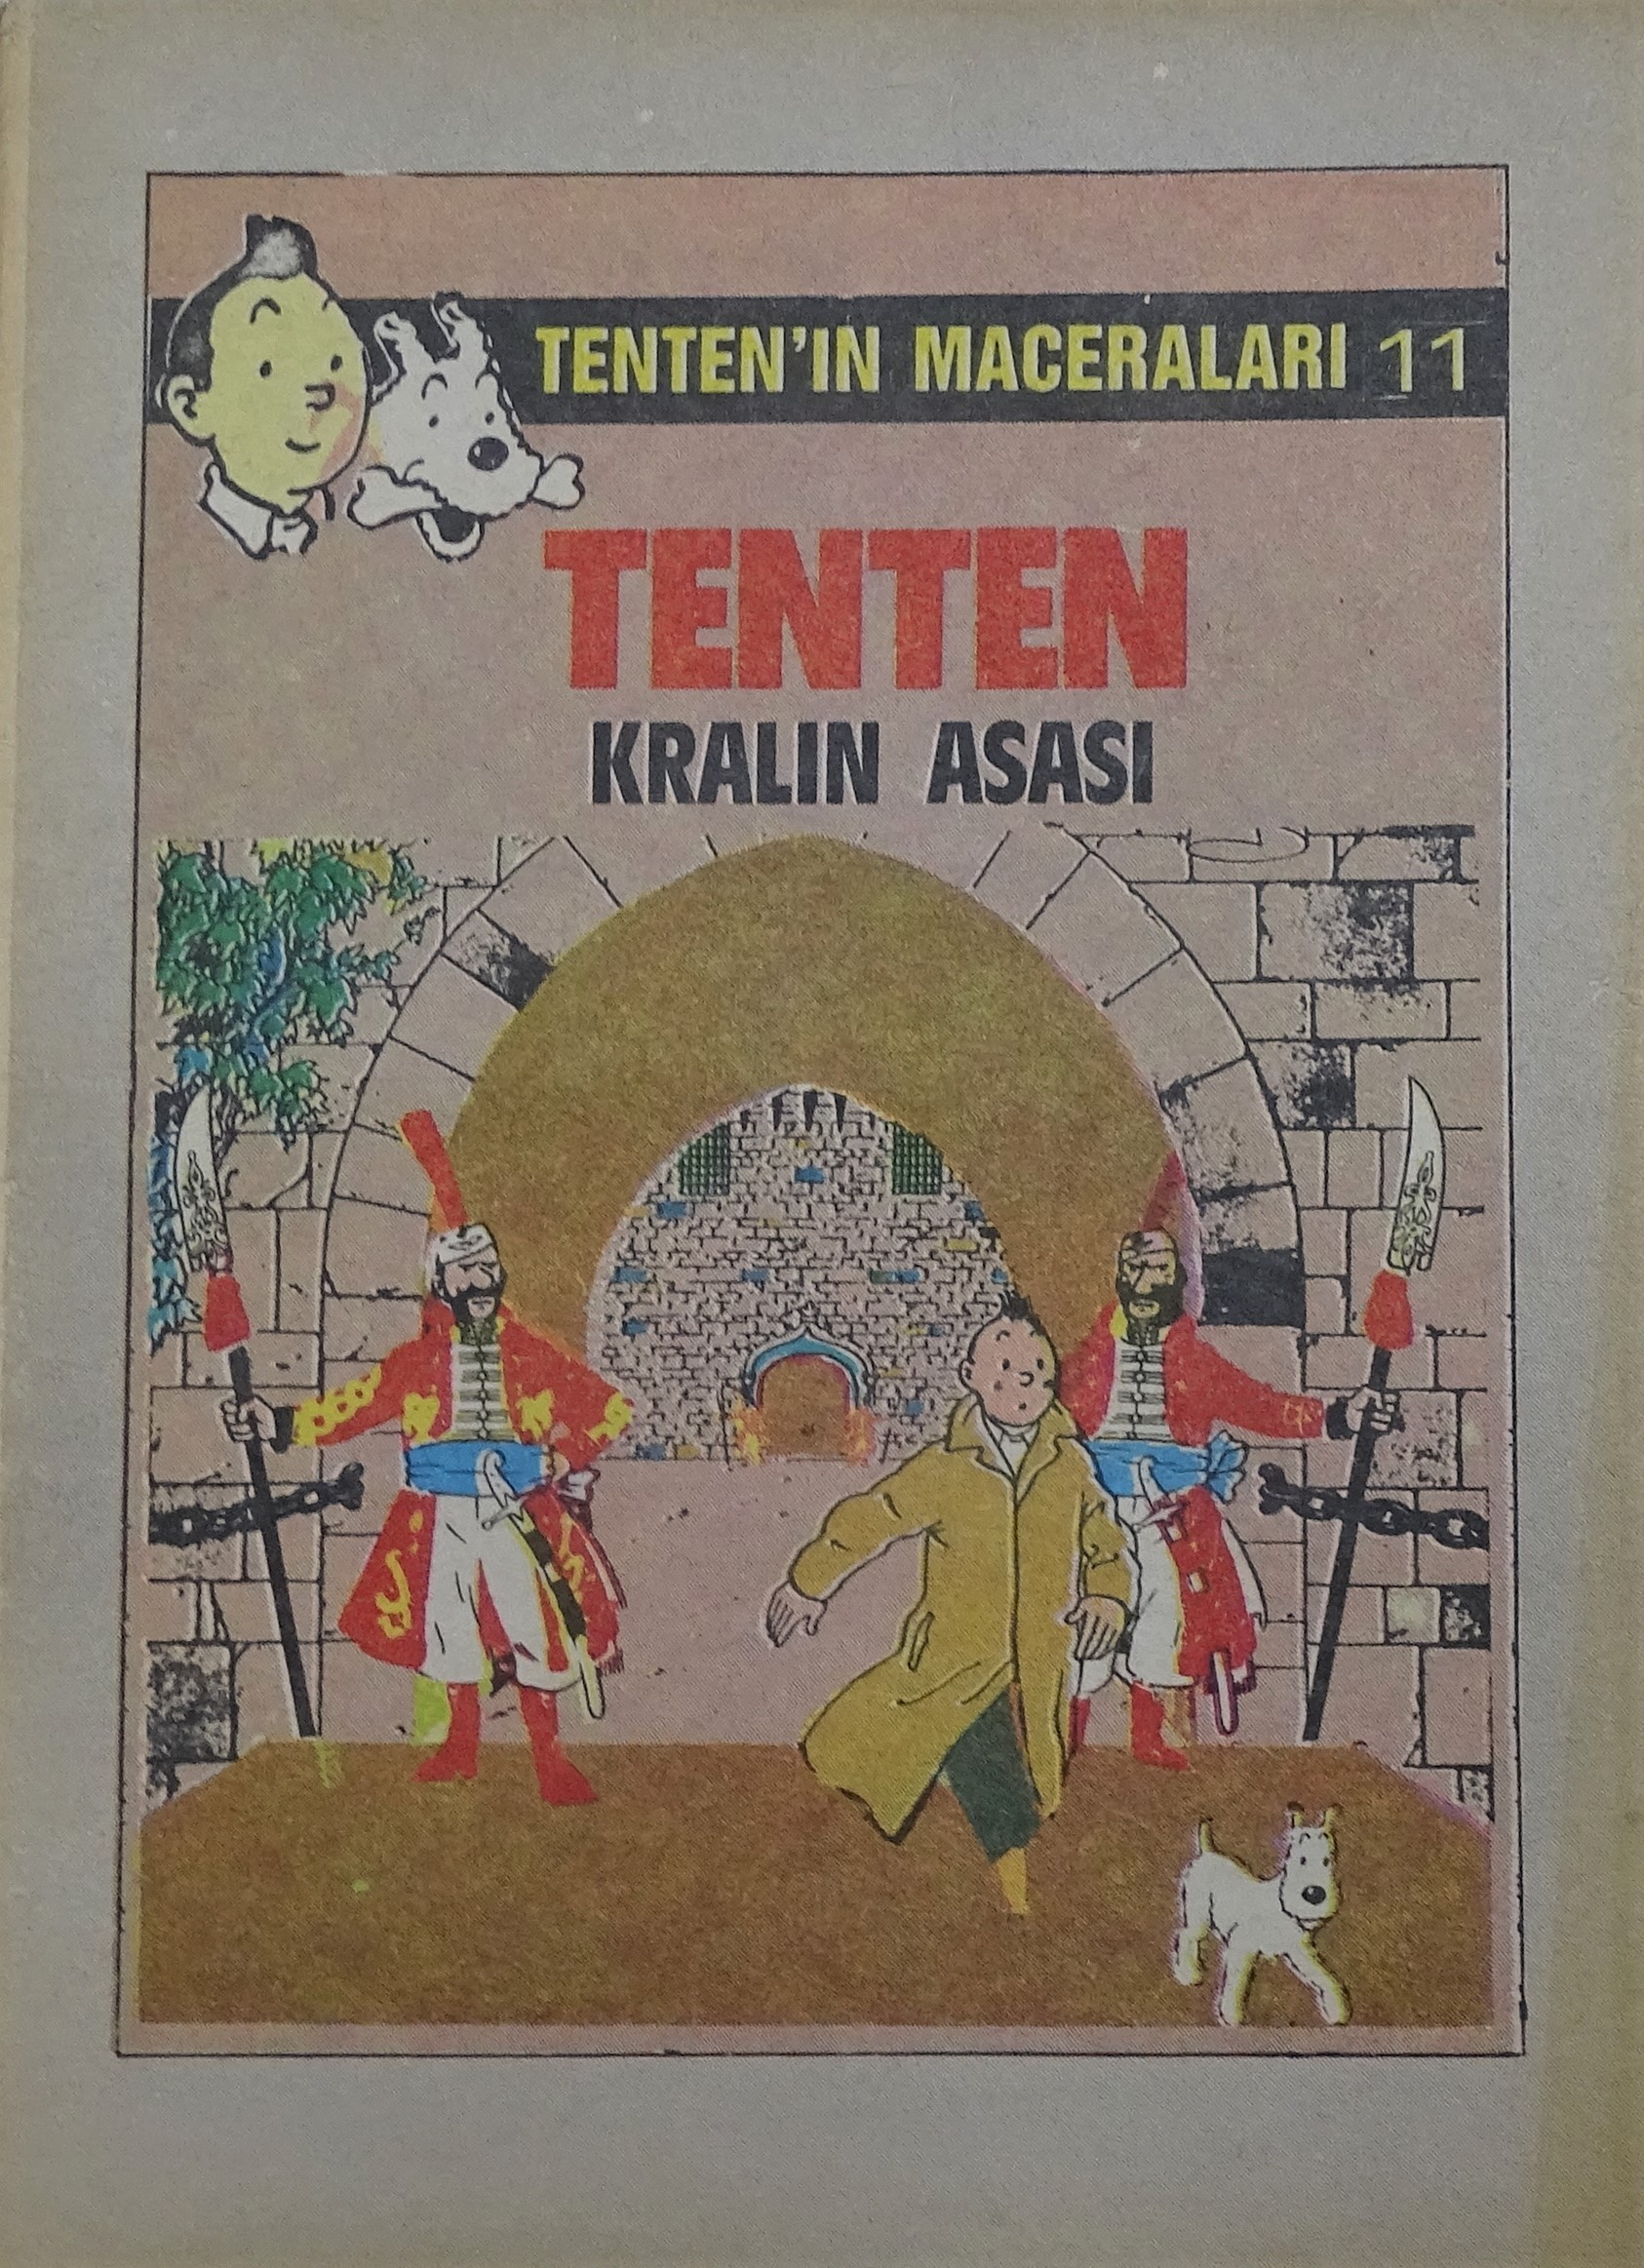 TENTEN'IN MACERALARI 11
TENTEN
KRALIN ASASI